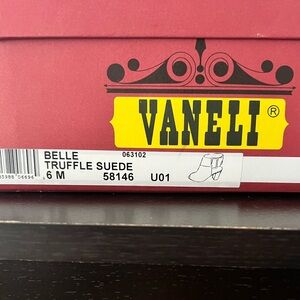 VANELI®
BELLE 063102
TRUFFLE SUEDE
6 M 58146 U01